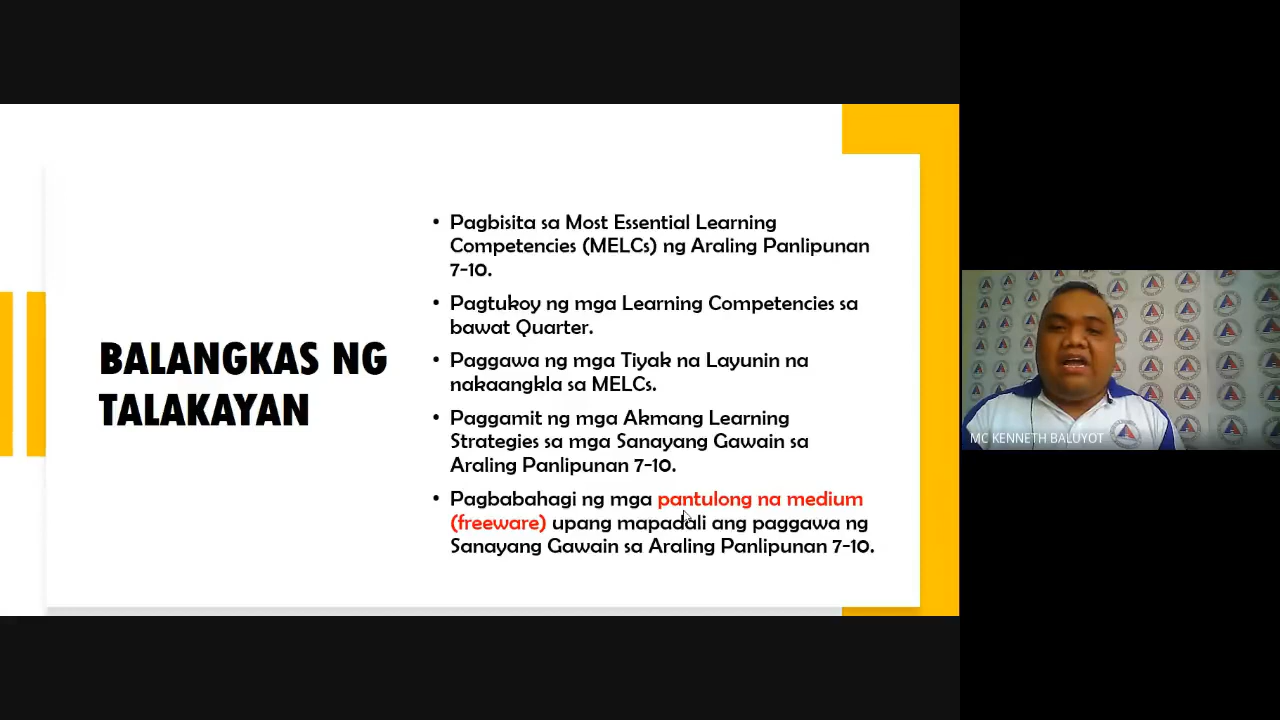 BALANGKAS NG
TALAKAYAN
• Pagbisita sa Most Essential Learning
Competencies (MELCs) ng Araling Panlipunan
7-10.
• Pagtukoy ng mga Learning Competencies sa
bawat Quarter.
• Paggawa ng mga Tiyak na Layunin na
nakaangkla sa MELCs.
• Paggamit ng mga Akmang Learning
Strategies sa mga Sanayang Gawain sa
Araling Panlipunan 7-10.
• Pagbabahagi ng mga pantulong na medium
(freeware) upang mapadali ang paggawa ng
Sanayang Gawain sa Araling Panlipunan 7-10.
MC KENNETH BALUYOT